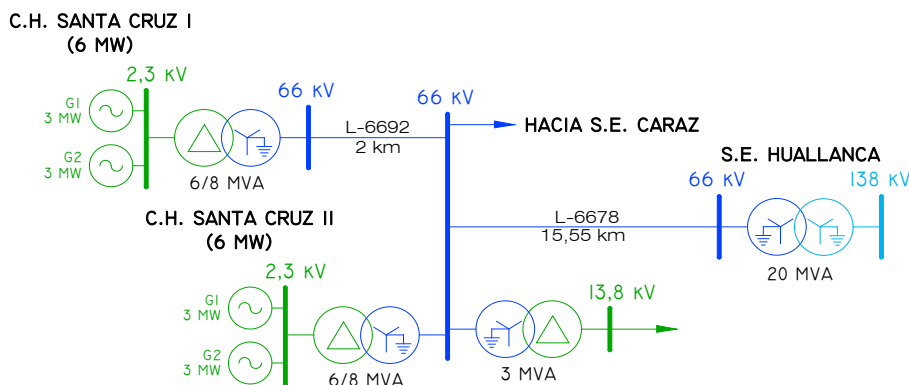 C.H. SANTA CRUZ I
(6 MW)
2,3 kV
66 kV
66 kV
G1
3 MW
L-6692
2 km
HACIA S.E. CARAZ
G2
3 MW
6/8 MVA
S.E. HUALLANCA
66 kV
138 kV
C.H. SANTA CRUZ II
(6 MW)
L-6678
15,55 km
20 MVA
2,3 kV
13,8 kV
G1
3 MW
G2
3 MW
6/8 MVA
3 MVA